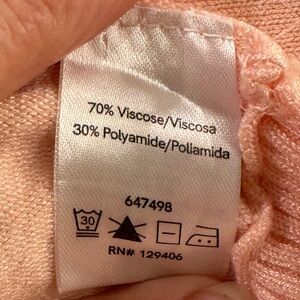 70% Viscose/Viscosa
30% Polyamide/Poliamida
647498
30
RN# 129406